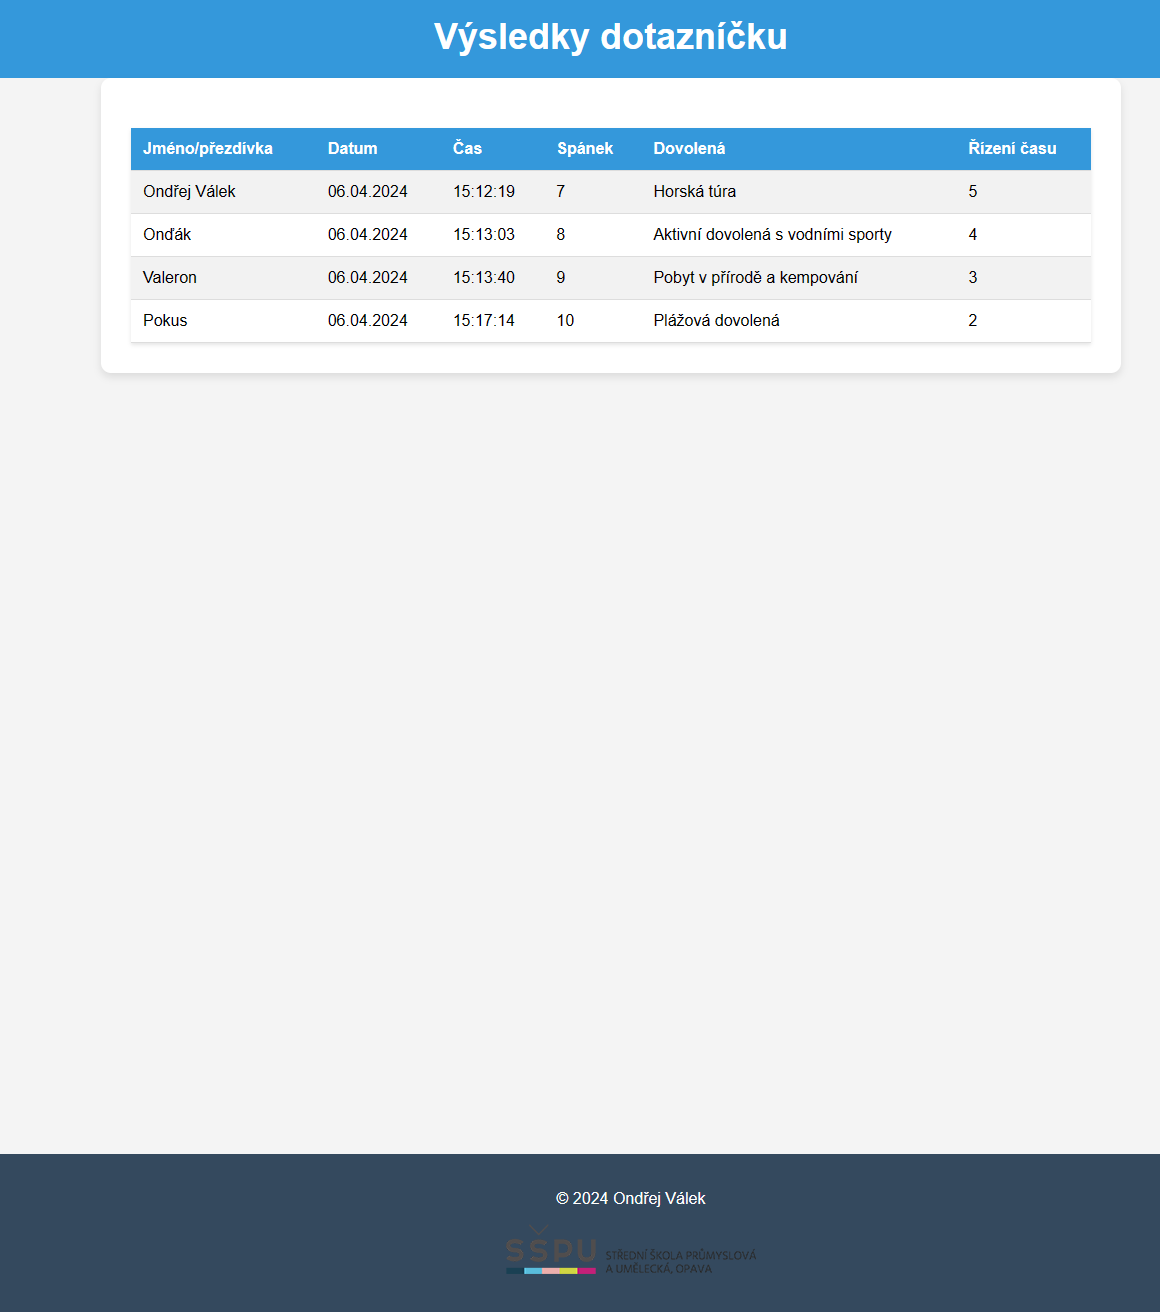 Výsledky dotazníčku
Jméno/přezdívka Datum Čas Spánek Dovolená Řízení času
Ondřej Válek 06.04.2024 15:12:19 7 Horská túra 5
Onďák 06.04.2024 15:13:03 8 Aktivní dovolená s vodními sporty 4
Valeron 06.04.2024 15:13:40 9 Pobyt v přírodě a kempování 3
Pokus 06.04.2024 15:17:14 10 Plážová dovolená 2
© 2024 Ondřej Válek
SŠPU STŘEDNÍ ŠKOLA PRŮMYSLOVÁ
A UMĚLECKÁ, OPAVA